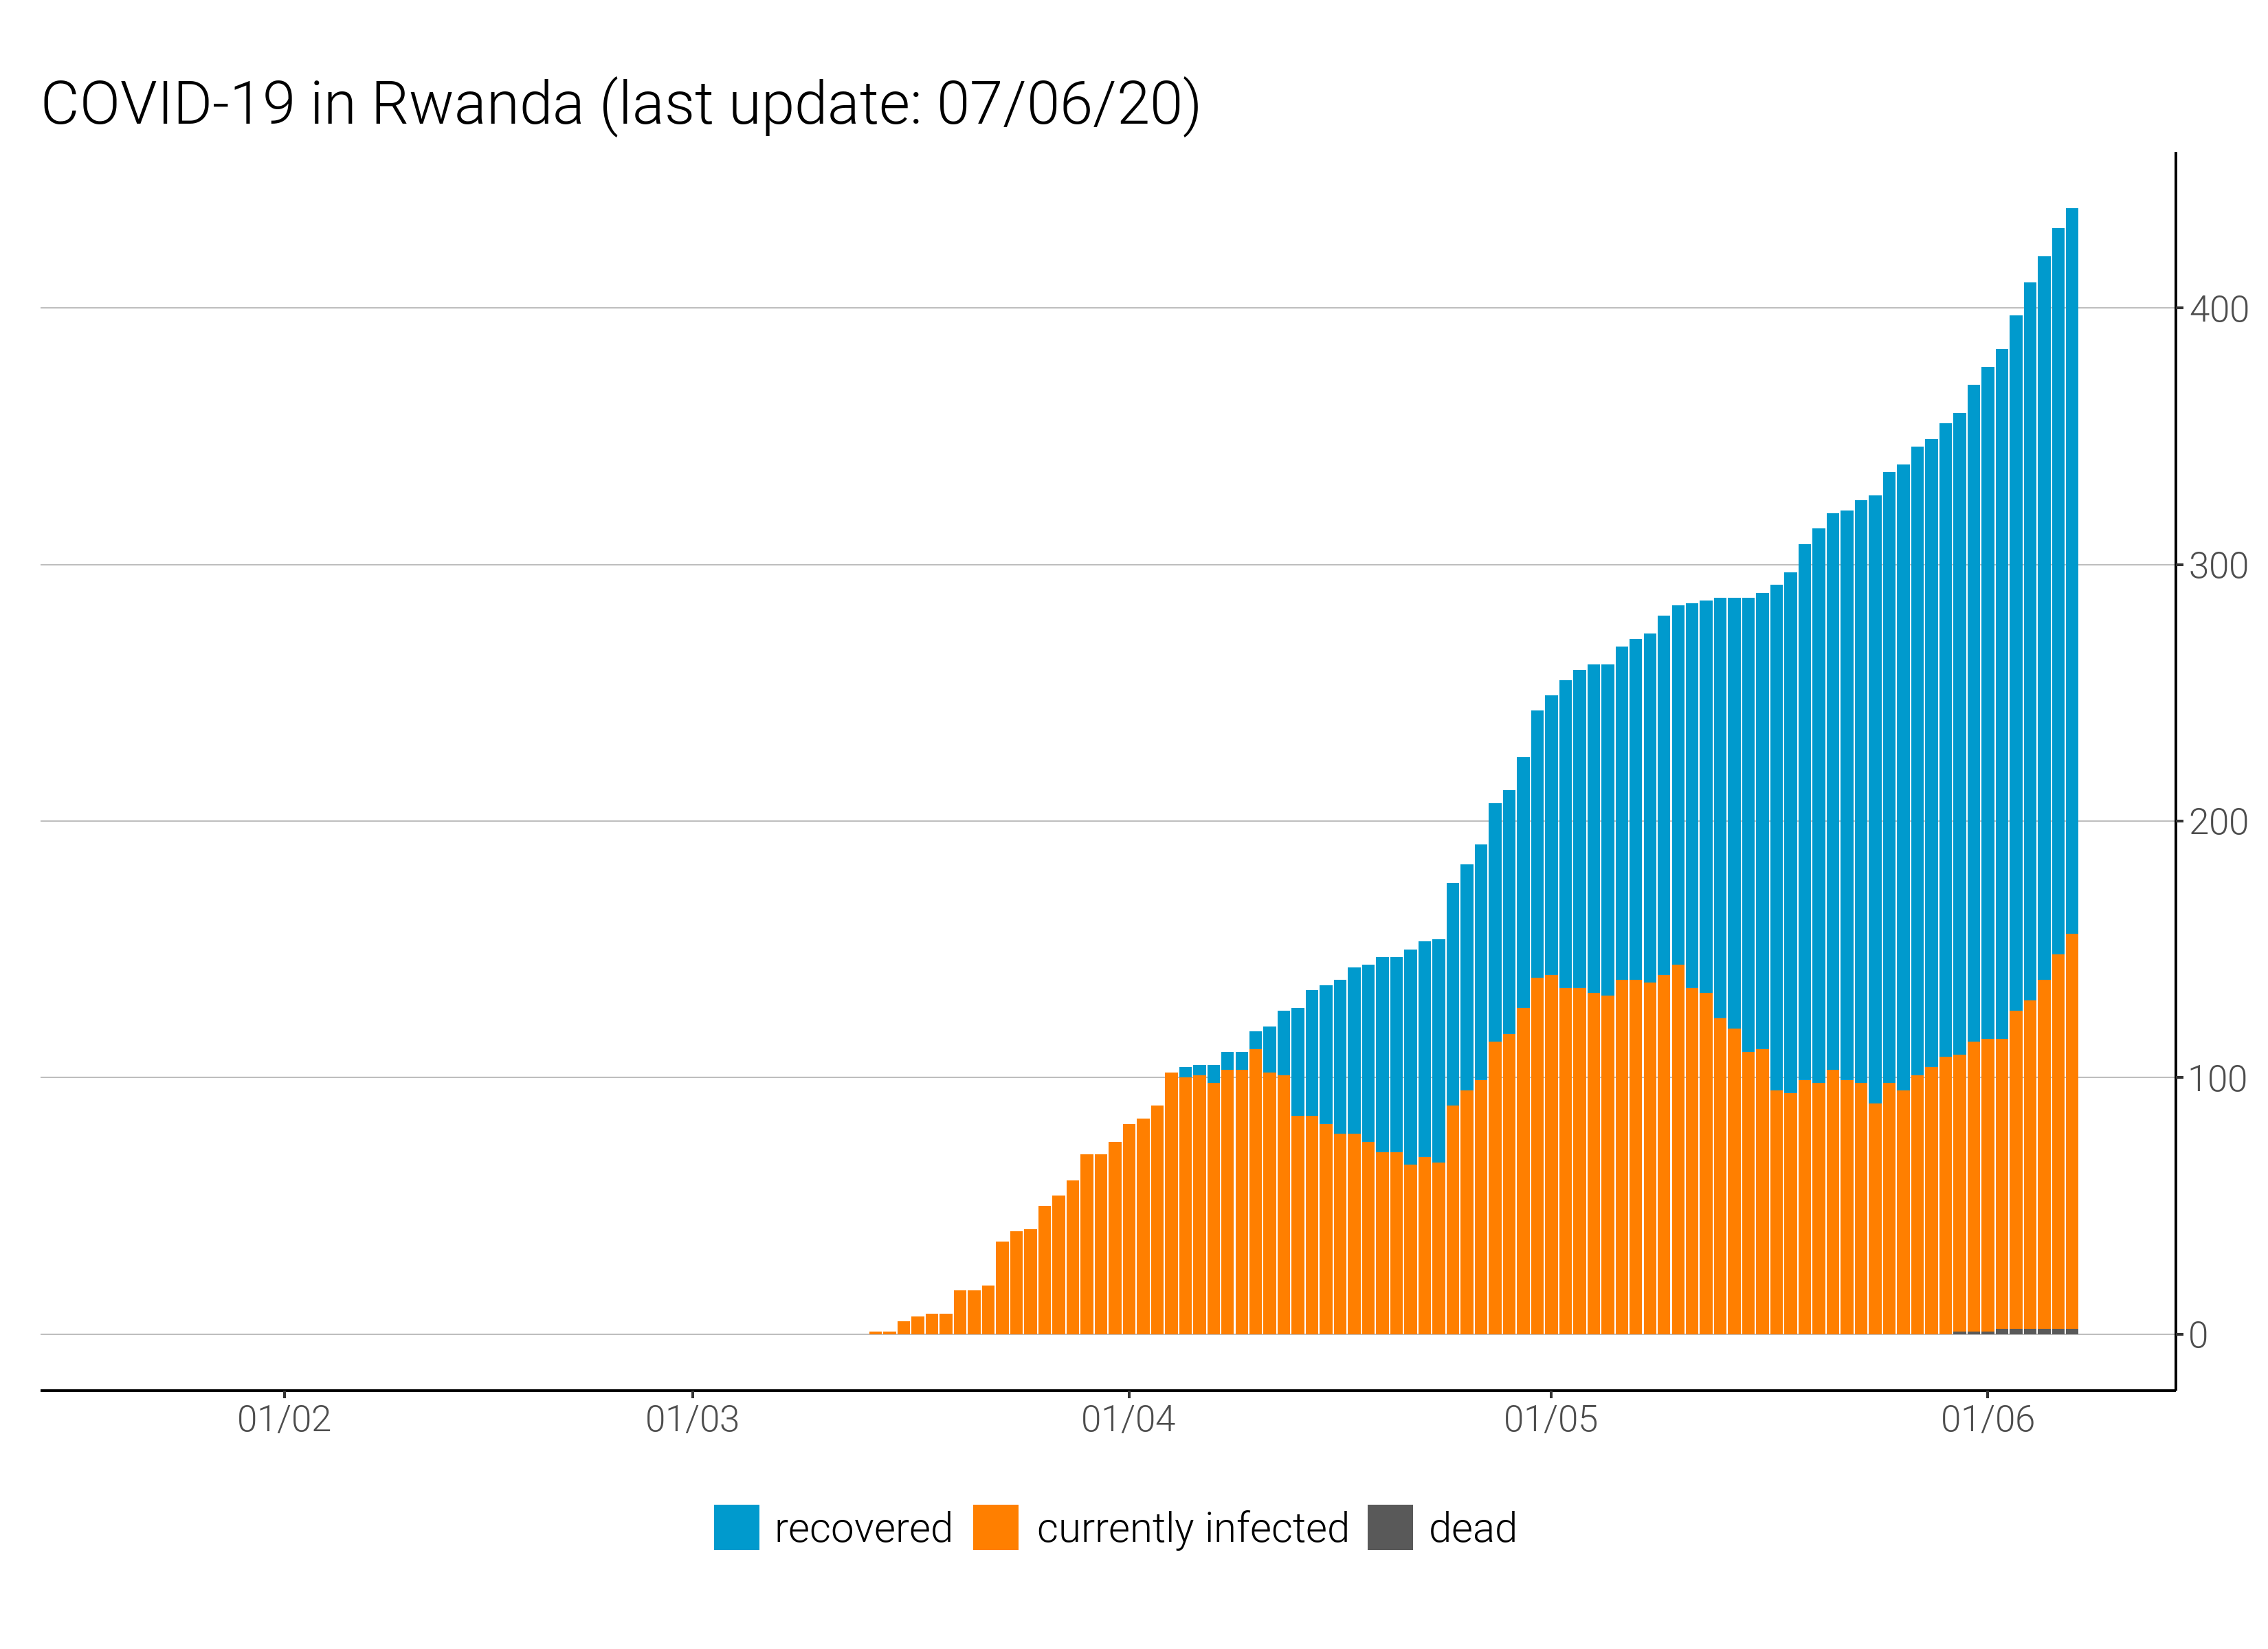 COVID-19 in Rwanda (last update: 07/06/20)
400
300
200
100
0
01/02 01/03 01/04 01/05 01/06
recovered currently infected dead